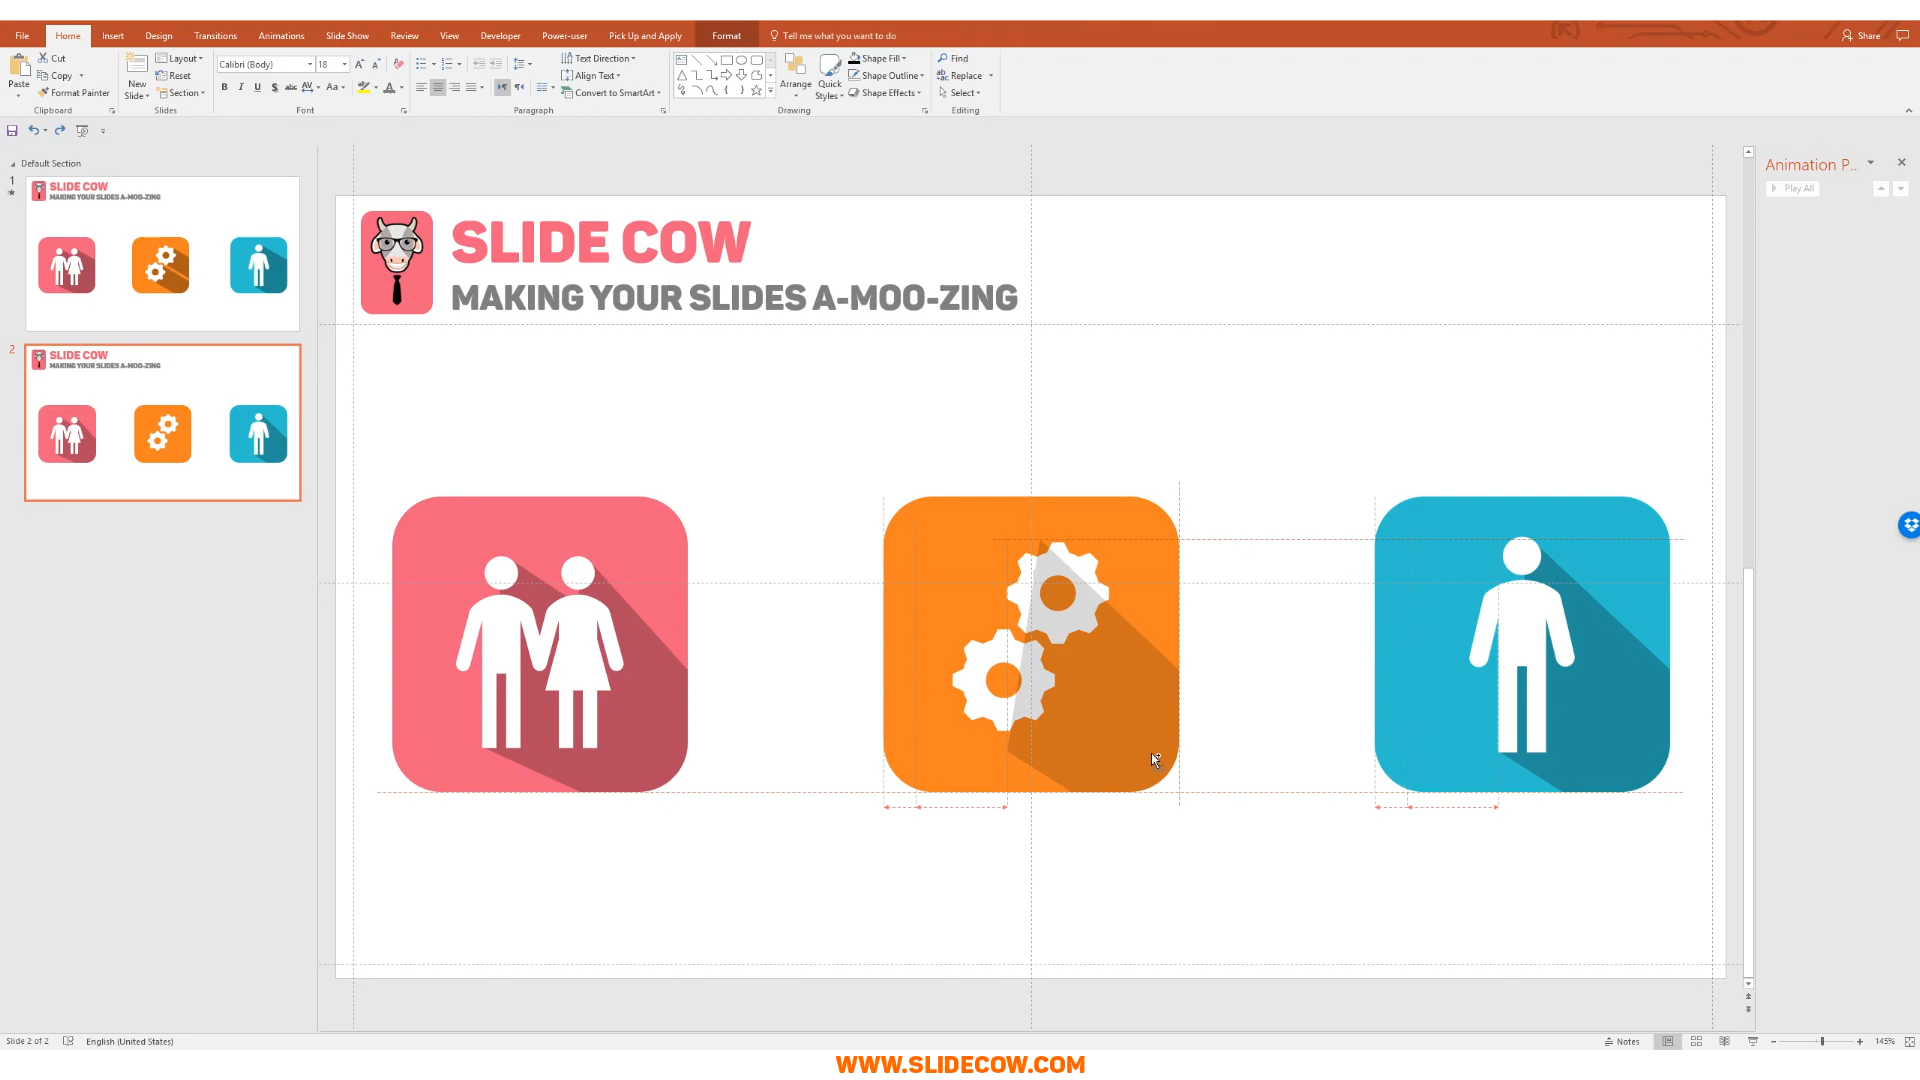 File Home Insert Design Transitions Animations Slide Show Review View Developer Power-user Pick Up and Apply Format Tell me what you want to do Share
Paste Cut Copy Format Painter Clipboard
New Slide Layout Reset Section Slides
Calibri (Body) 18 A A B I U S abc AV Aa A Font
Text Direction Align Text Convert to SmartArt Paragraph
Arrange Quick Styles Shape Fill Shape Outline Shape Effects Drawing
Find Replace Select Editing
Default Section
1
SLIDE COW
MAKING YOUR SLIDES A-MOO-ZING
2
SLIDE COW
MAKING YOUR SLIDES A-MOO-ZING
SLIDE COW
MAKING YOUR SLIDES A-MOO-ZING
Animation P...
Play All
Slide 2 of 2 English (United States) Notes 145%
WWW.SLIDECOW.COM